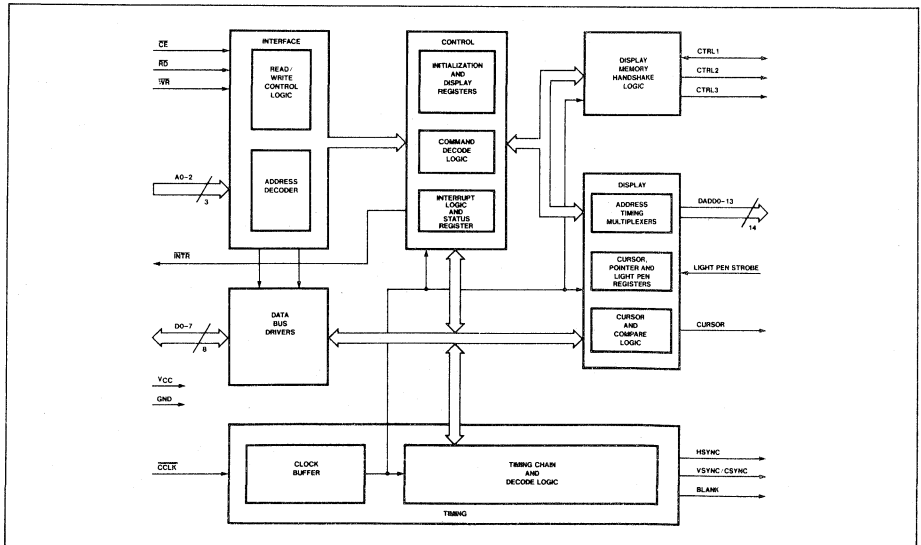 CE
RD
WR
A0-2
3
INTR
D0-7
8
VCC
GND
CCLK
INTERFACE
READ/
WRITE
CONTROL
LOGIC
ADDRESS
DECODER
DATA
BUS
DRIVERS
CONTROL
INITIALIZATION
AND
DISPLAY
REGISTERS
COMMAND
DECODE
LOGIC
INTERRUPT
LOGIC
AND
STATUS
REGISTER
DISPLAY
MEMORY
HANDSHAKE
LOGIC
CTRL1
CTRL2
CTRL3
DISPLAY
ADDRESS
TIMING
MULTIPLEXERS
DADD0-13
14
CURSOR,
POINTER AND
LIGHT PEN
REGISTERS
LIGHT PEN STROBE
CURSOR
AND
COMPARE
LOGIC
CURSOR
CLOCK
BUFFER
TIMING CHAIN
AND
DECODE LOGIC
TIMING
HSYNC
VSYNC/CSYNC
BLANK